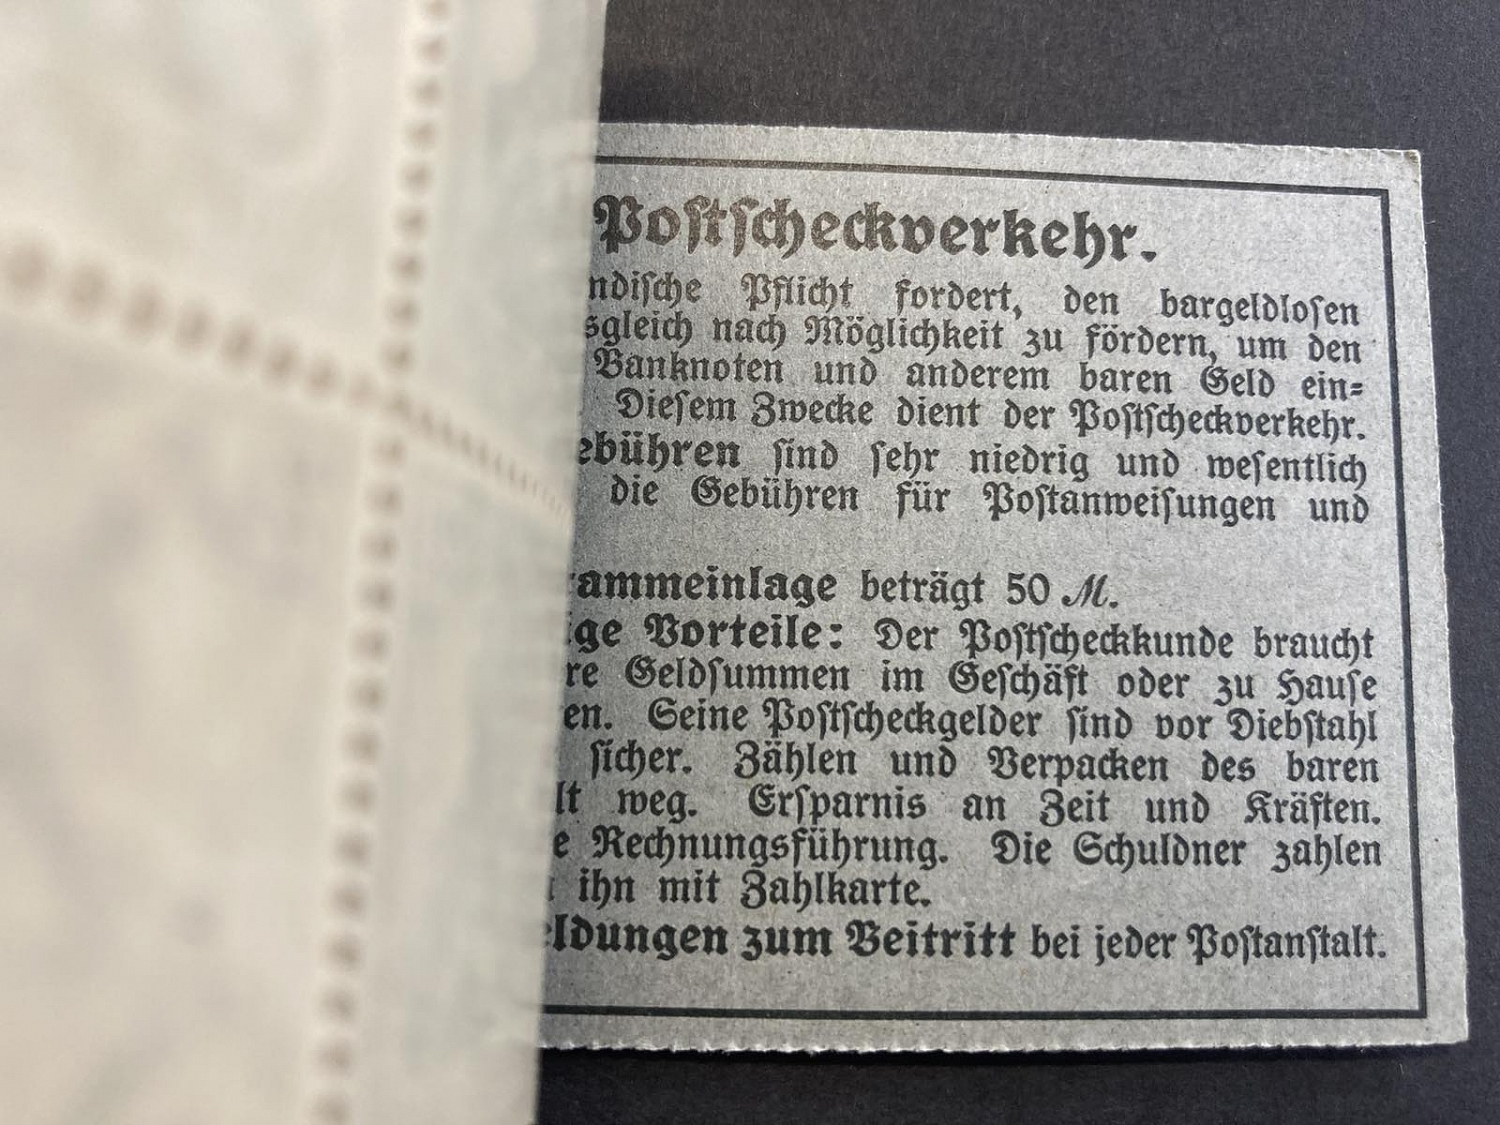 Postscheckverkehr.
ndische Pflicht fordert, den bargeldlosen
sgleich nach Möglichkeit zu fördern, um den
Banknoten und anderem baren Geld ein=
Diesem Zwecke dient der Postscheckverkehr.
ebühren sind sehr niedrig und wesentlich
die Gebühren für Postanweisungen und
ammeinlage beträgt 50 ℳ.
ige Vorteile: Der Postscheckkunde braucht
re Geldsummen im Geschäft oder zu Hause
en. Seine Postscheckgelder sind vor Diebstahl
sicher. Zählen und Verpacken des baren
lt weg. Ersparnis an Zeit und Kräften.
e Rechnungsführung. Die Schuldner zahlen
ihn mit Zahlkarte.
eldungen zum Beitritt bei jeder Postanstalt.